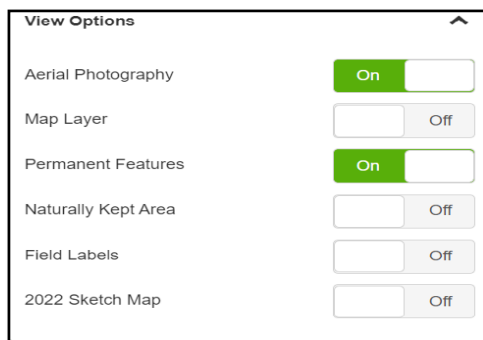 View Options
Aerial Photography On
Map Layer Off
Permanent Features On
Naturally Kept Area Off
Field Labels Off
2022 Sketch Map Off